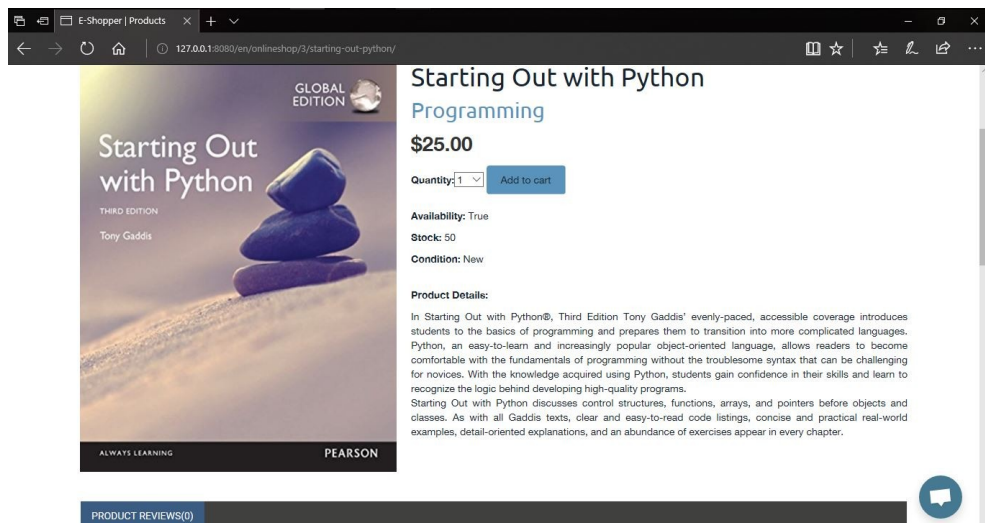 E-Shopper | Products
127.0.0.1:8080/en/onlineshop/3/starting-out-python/
GLOBAL
EDITION
Starting Out
with Python
THIRD EDITION
Tony Gaddis
ALWAYS LEARNING
PEARSON
Starting Out with Python
Programming
$25.00
Quantity: 1 Add to cart
Availability: True
Stock: 50
Condition: New
Product Details:
In Starting Out with Python®, Third Edition Tony Gaddis' evenly-paced, accessible coverage introduces
students to the basics of programming and prepares them to transition into more complicated languages.
Python, an easy-to-learn and increasingly popular object-oriented language, allows readers to become
comfortable with the fundamentals of programming without the troublesome syntax that can be challenging
for novices. With the knowledge acquired using Python, students gain confidence in their skills and learn to
recognize the logic behind developing high-quality programs.
Starting Out with Python discusses control structures, functions, arrays, and pointers before objects and
classes. As with all Gaddis texts, clear and easy-to-read code listings, concise and practical real-world
examples, detail-oriented explanations, and an abundance of exercises appear in every chapter.
PRODUCT REVIEWS(0)